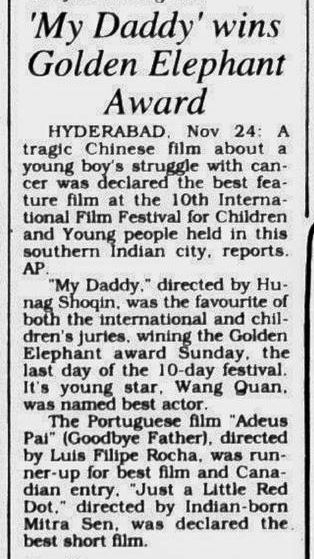 'My Daddy' wins
Golden Elephant
Award
HYDERABAD, Nov 24: A
tragic Chinese film about a
young boy's struggle with can-
cer was declared the best fea-
ture film at the 10th Interna-
tional Film Festival for Children
and Young people held in this
southern Indian city, reports.
AP.
"My Daddy," directed by Hu-
nag Shoqin, was the favourite of
both the international and chil-
dren's juries, wining the Golden
Elephant award Sunday, the
last day of the 10-day festival.
It's young star, Wang Quan,
was named best actor.
The Portuguese film "Adeus
Pai" (Goodbye Father), directed
by Luis Filipe Rocha, was run-
ner-up for best film and Cana-
dian entry, "Just a Little Red
Dot," directed by Indian-born
Mitra Sen, was declared the
best short film.